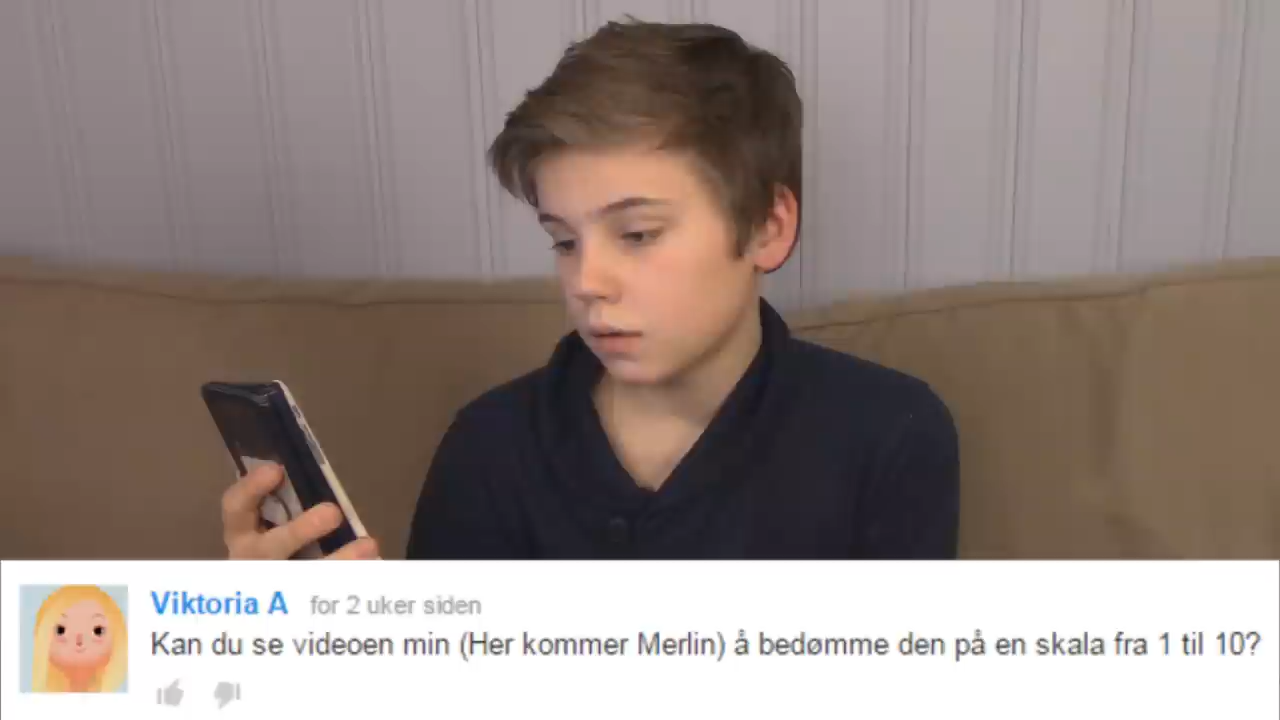 Viktoria A for 2 uker siden
Kan du se videoen min (Her kommer Merlin) å bedømme den på en skala fra 1 til 10?